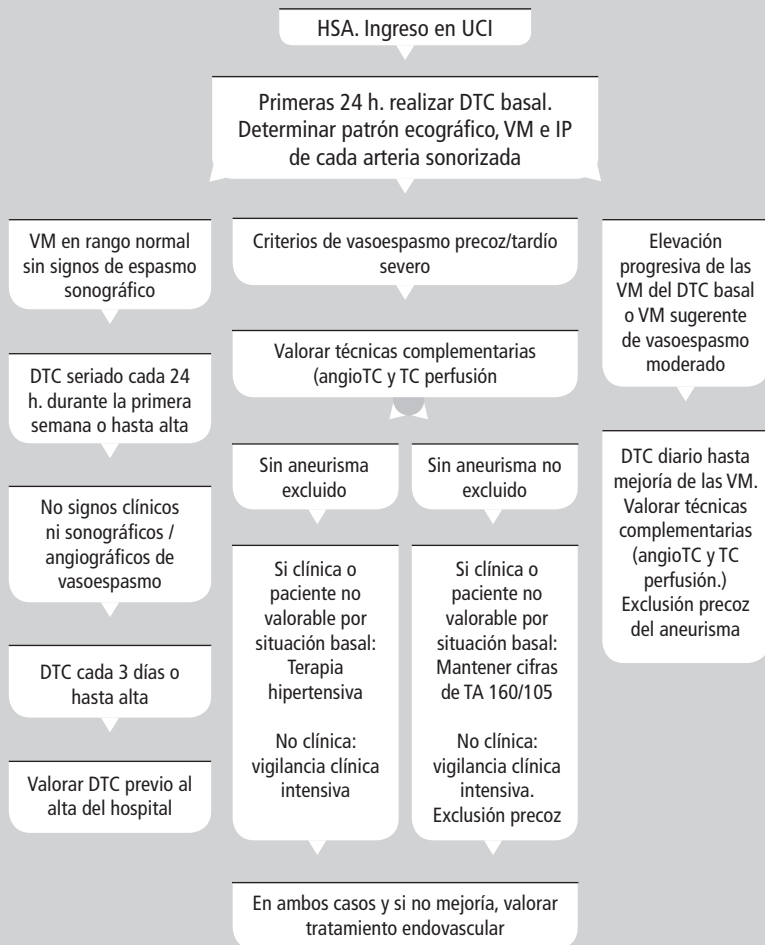 HSA. Ingreso en UCI
Primeras 24 h. realizar DTC basal.
Determinar patrón ecográfico, VM e IP
de cada arteria sonorizada
VM en rango normal
sin signos de espasmo
sonográfico
DTC seriado cada 24
h. durante la primera
semana o hasta alta
No signos clínicos
ni sonográficos /
angiográficos de
vasoespasmo
DTC cada 3 días o
hasta alta
Valorar DTC previo al
alta del hospital
Criterios de vasoespasmo precoz/tardío
severo
Valorar técnicas complementarias
(angioTC y TC perfusión
Sin aneurisma
excluido
Si clínica o
paciente no
valorable por
situación basal:
Terapia
hipertensiva
No clínica:
vigilancia clínica
intensiva
Sin aneurisma no
excluido
Si clínica o
paciente no
valorable por
situación basal:
Mantener cifras
de TA 160/105
No clínica:
vigilancia clínica
intensiva.
Exclusión precoz
En ambos casos y si no mejoría, valorar
tratamiento endovascular
Elevación
progresiva de las
VM del DTC basal
o VM sugerente
de vasoespasmo
moderado
DTC diario hasta
mejoría de las VM.
Valorar técnicas
complementarias
(angioTC y TC
perfusión.)
Exclusión precoz
del aneurisma